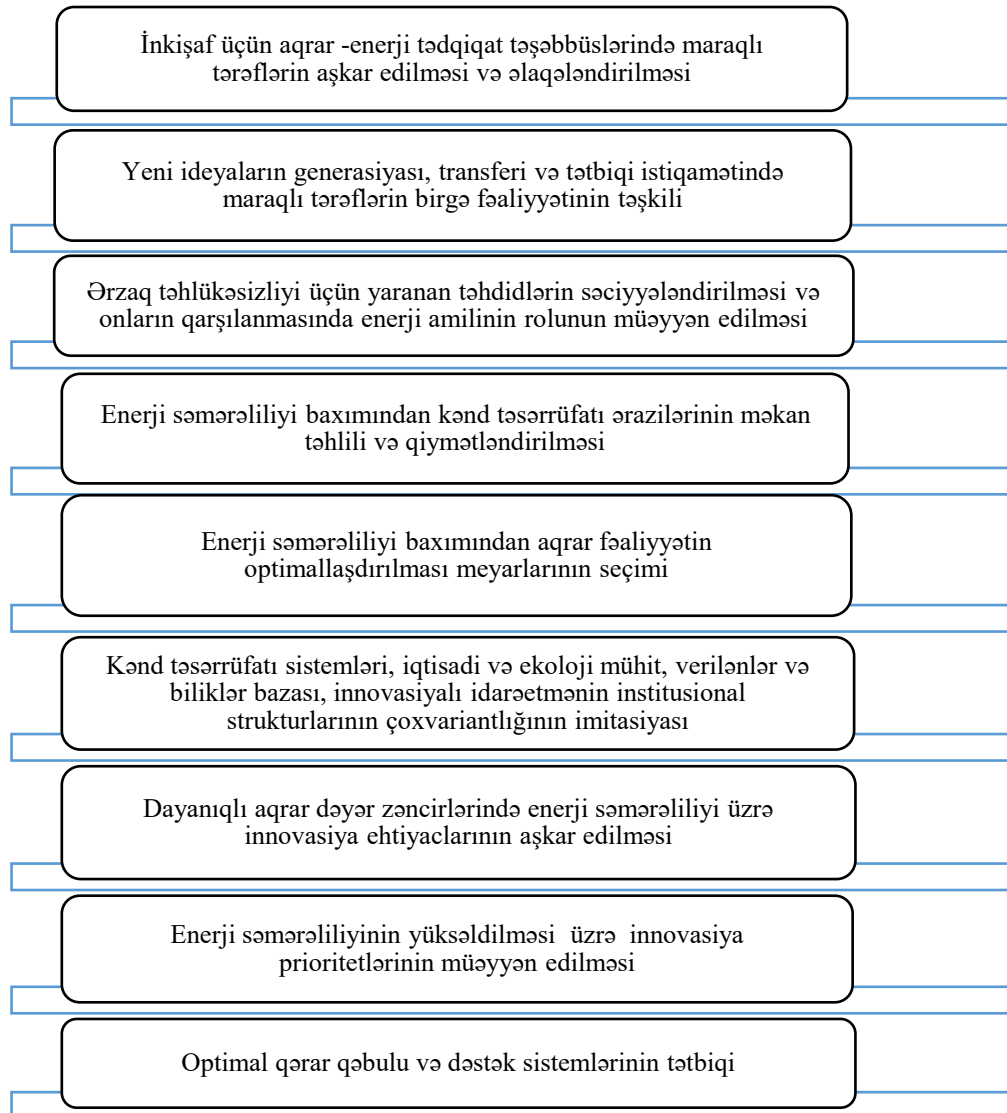 İnkişaf üçün aqrar -enerji tədqiqat təşəbbüslərində maraqlı
tərəflərin aşkar edilməsi və əlaqələndirilməsi
Yeni ideyaların generasiyası, transferi və tətbiqi istiqamətində
maraqlı tərəflərin birgə fəaliyyətinin təşkili
Ərzaq təhlükəsizliyi üçün yaranan təhdidlərin səciyyələndirilməsi və
onların qarşılanmasında enerji amilinin rolunun müəyyən edilməsi
Enerji səmərəliliyi baxımından kənd təsərrüfatı ərazilərinin məkan
təhlili və qiymətləndirilməsi
Enerji səmərəliliyi baxımından aqrar fəaliyyətin
optimallaşdırılması meyarlarının seçimi
Kənd təsərrüfatı sistemləri, iqtisadi və ekoloji mühit, verilənlər və
biliklər bazası, innovasiyalı idarəetmənin institusional
strukturlarının çoxvariantlığının imitasiyası
Dayanıqlı aqrar dəyər zəncirlərində enerji səmərəliliyi üzrə
innovasiya ehtiyaclarının aşkar edilməsi
Enerji səmərəliliyinin yüksəldilməsi üzrə innovasiya
prioritetlərinin müəyyən edilməsi
Optimal qərar qəbulu və dəstək sistemlərinin tətbiqi